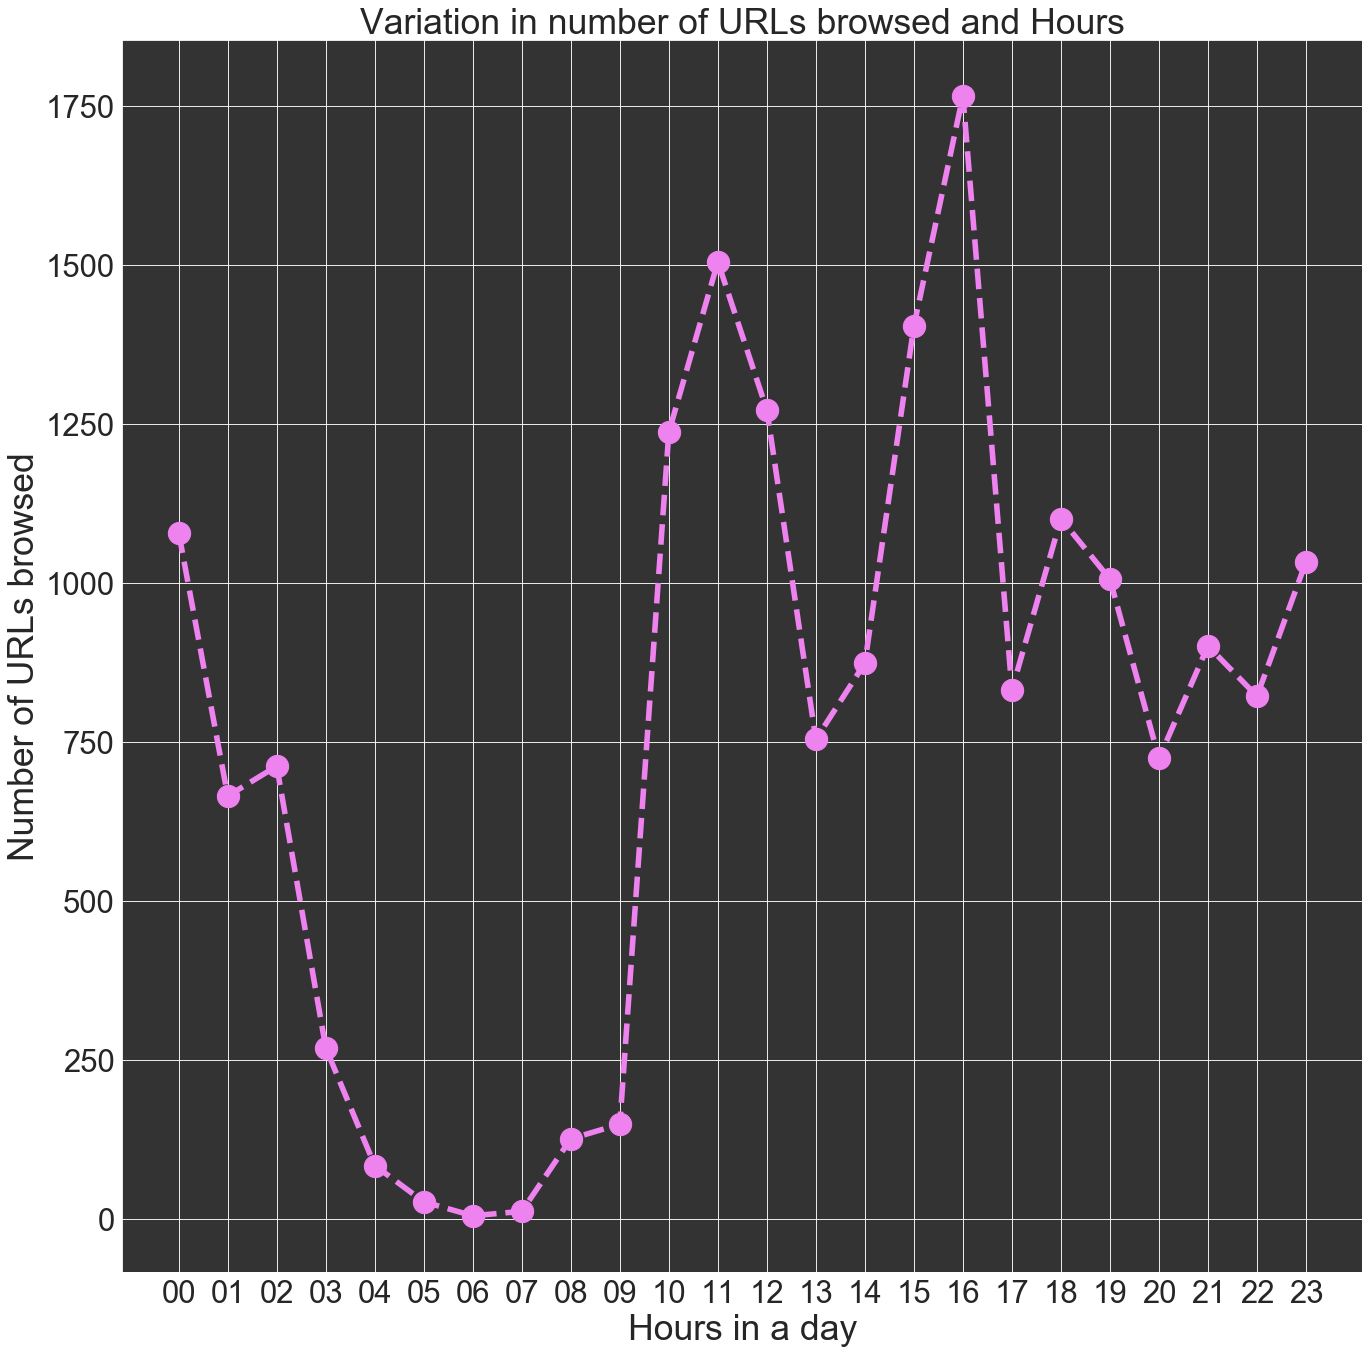 Variation in number of URLs browsed and Hours
Number of URLs browsed
1750
1500
1250
1000
750
500
250
0
00 01 02 03 04 05 06 07 08 09 10 11 12 13 14 15 16 17 18 19 20 21 22 23
Hours in a day